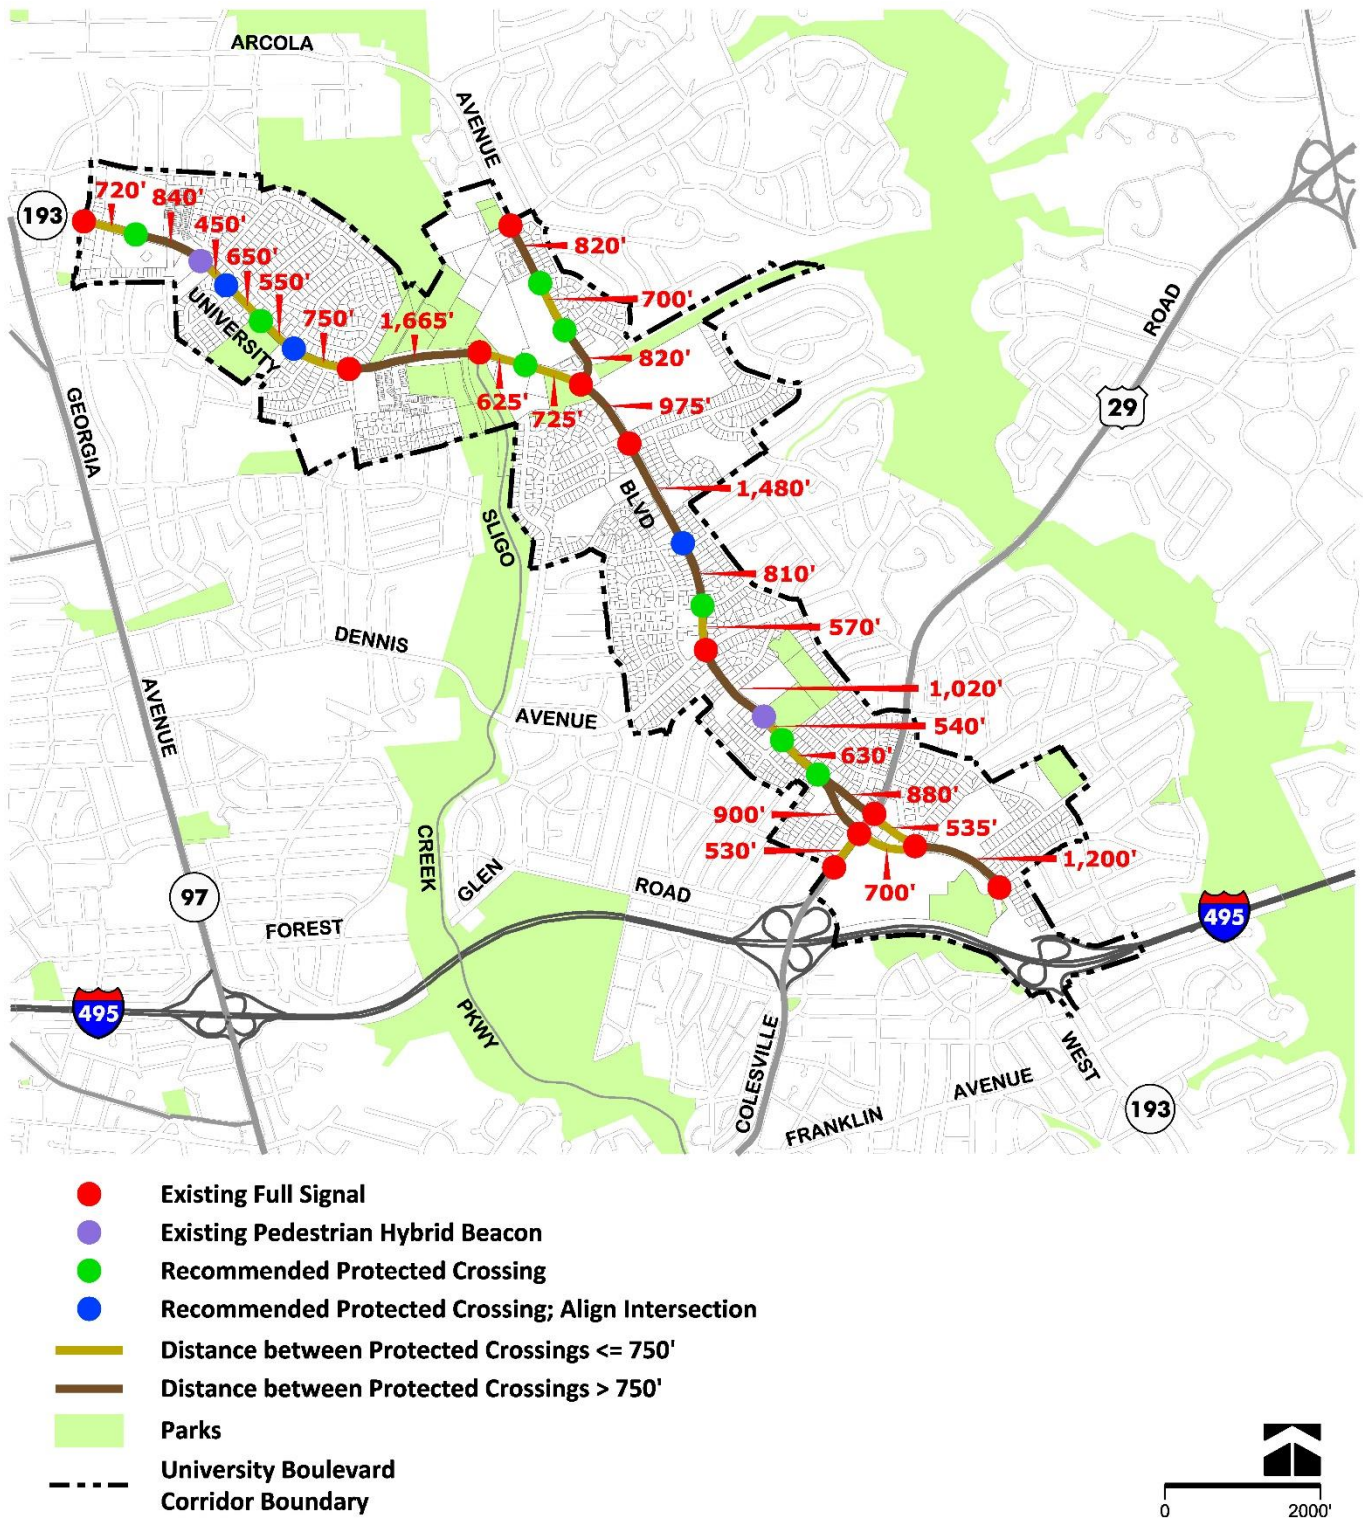 ARCOLA
AVENUE
193
720'
840'
450'
650'
550'
750'
1,665'
820'
700'
820'
UNIVERSITY
625'
725'
975'
ROAD
29
GEORGIA
BLVD
1,480'
SLIGO
810'
570'
DENNIS
AVENUE
AVENUE
1,020'
540'
630'
880'
900'
535'
530'
1,200'
700'
CREEK
GLEN
ROAD
97
FOREST
495
495
PKWY
COLESVILLE
WEST
AVENUE
FRANKLIN
193
Existing Full Signal
Existing Pedestrian Hybrid Beacon
Recommended Protected Crossing
Recommended Protected Crossing; Align Intersection
Distance between Protected Crossings <= 750'
Distance between Protected Crossings > 750'
Parks
University Boulevard
Corridor Boundary
0 2000'